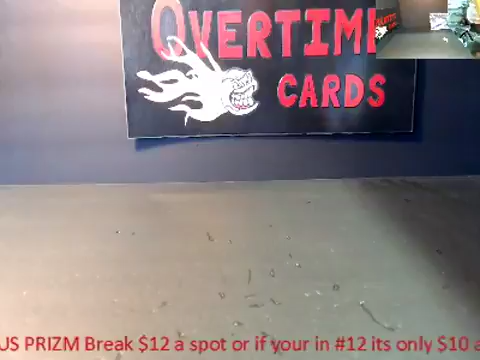 OVERTIME
CARDS
US PRIZM Break $12 a spot or if your in #12 its only $10 a